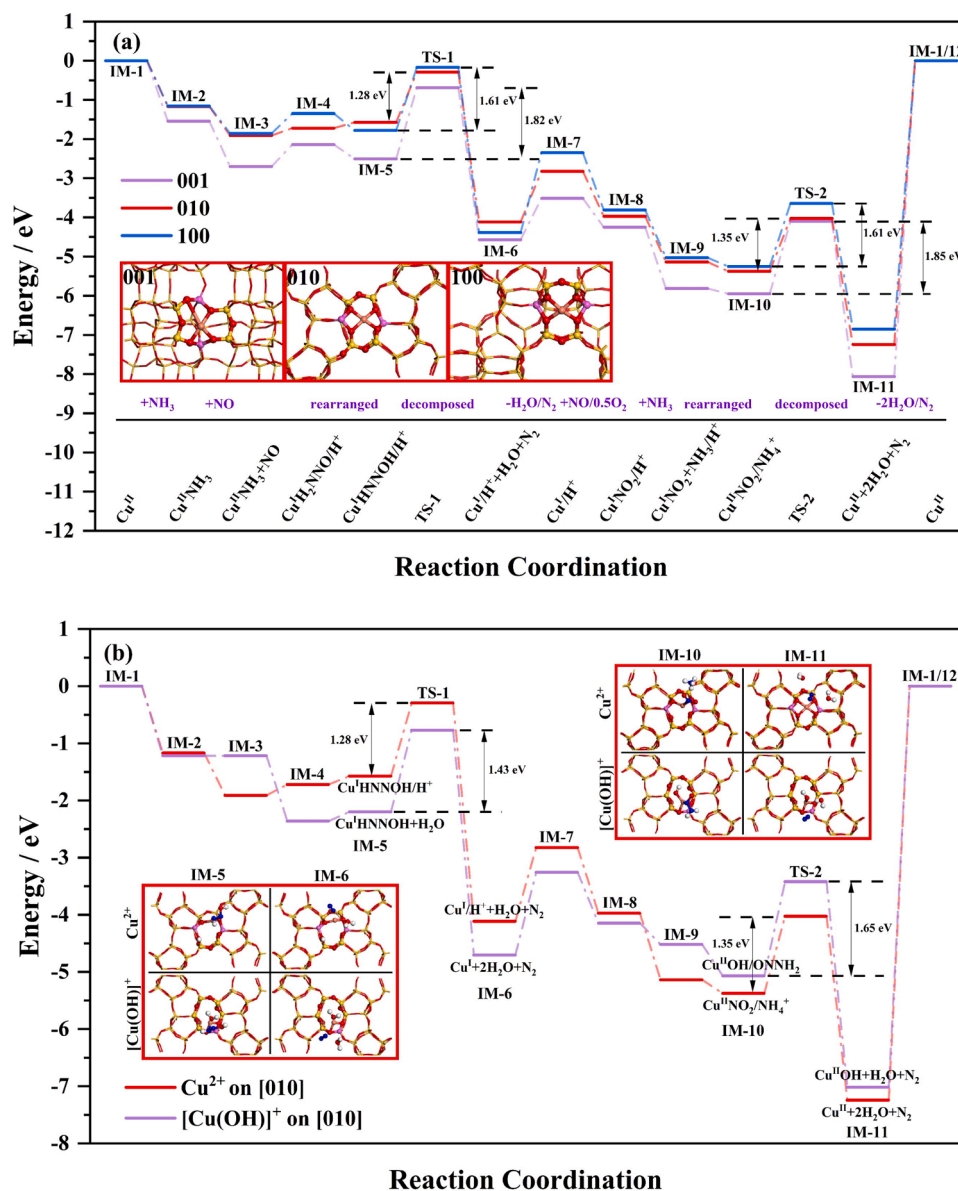 (a)
1
0
-1
-2
-3
-4
-5
-6
-7
-8
-9
-10
-11
-12
Energy / eV
IM-1
IM-2
IM-3
IM-4
IM-5
TS-1
1.28 eV
1.61 eV
1.82 eV
IM-6
IM-7
IM-8
IM-9
IM-10
TS-2
1.35 eV
1.61 eV
1.85 eV
IM-11
IM-1/12
001
010
100
001
010
100
+NH₃ +NO rearranged decomposed -H₂O/N₂ +NO/0.5O₂ +NH₃ rearranged decomposed -2H₂O/N₂
Cuᴵᴵ
CuᴵᴵNH₃
CuᴵᴵNH₃+NO
CuᴵH₂NNO/H⁺
CuᴵHNNOH/H⁺
TS-1
Cuᴵ/H⁺+H₂O+N₂
Cuᴵ/H⁺
CuᴵNO₂/H⁺
CuᴵNO₂+NH₃/H⁺
CuᴵᴵNO₂/NH₄⁺
TS-2
Cuᴵᴵ+2H₂O+N₂
Cuᴵᴵ
Reaction Coordination
(b)
1
0
-1
-2
-3
-4
-5
-6
-7
-8
Energy / eV
IM-1
IM-2
IM-3
IM-4
TS-1
1.28 eV
1.43 eV
CuᴵHNNOH/H⁺
CuᴵHNNOH+H₂O
IM-5
Cuᴵ/H⁺+H₂O+N₂
Cuᴵ+2H₂O+N₂
IM-6
IM-7
IM-8
IM-9
TS-2
1.35 eV
1.65 eV
CuᴵᴵOH/ONNH₂
CuᴵᴵNO₂/NH₄⁺
IM-10
CuᴵᴵOH+H₂O+N₂
Cuᴵᴵ+2H₂O+N₂
IM-11
IM-1/12
IM-10 IM-11
Cu²⁺
[Cu(OH)]⁺
IM-5 IM-6
Cu²⁺
[Cu(OH)]⁺
Cu²⁺ on [010]
[Cu(OH)]⁺ on [010]
Reaction Coordination